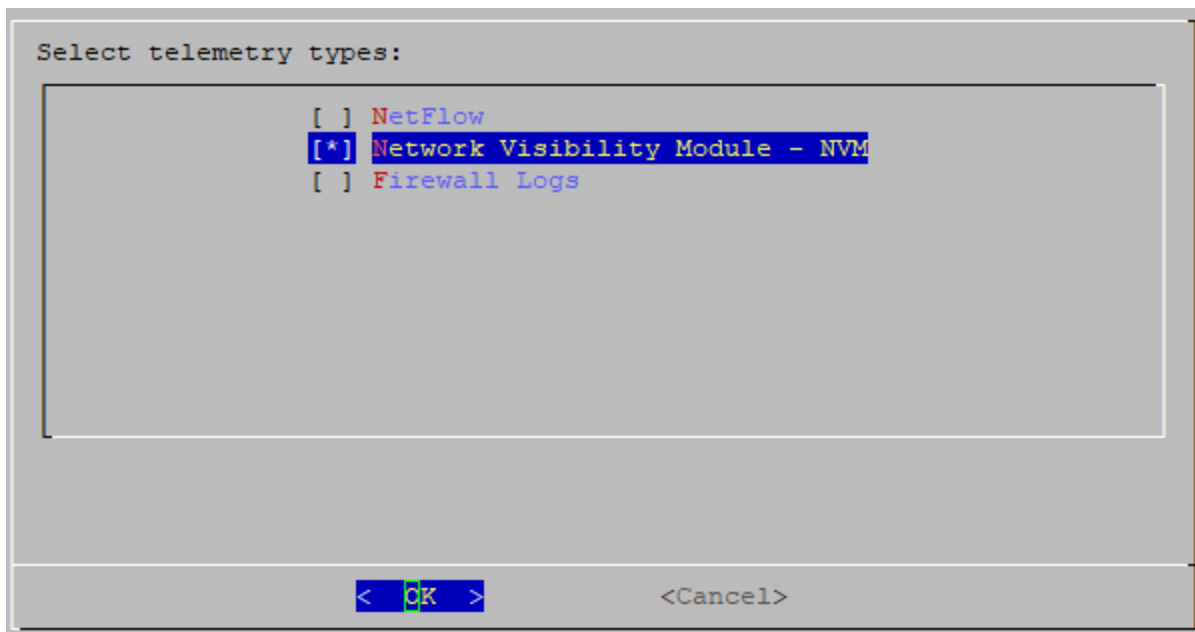 Select telemetry types:
[ ] NetFlow
[*] Network Visibility Module - NVM
[ ] Firewall Logs
< OK > <Cancel>